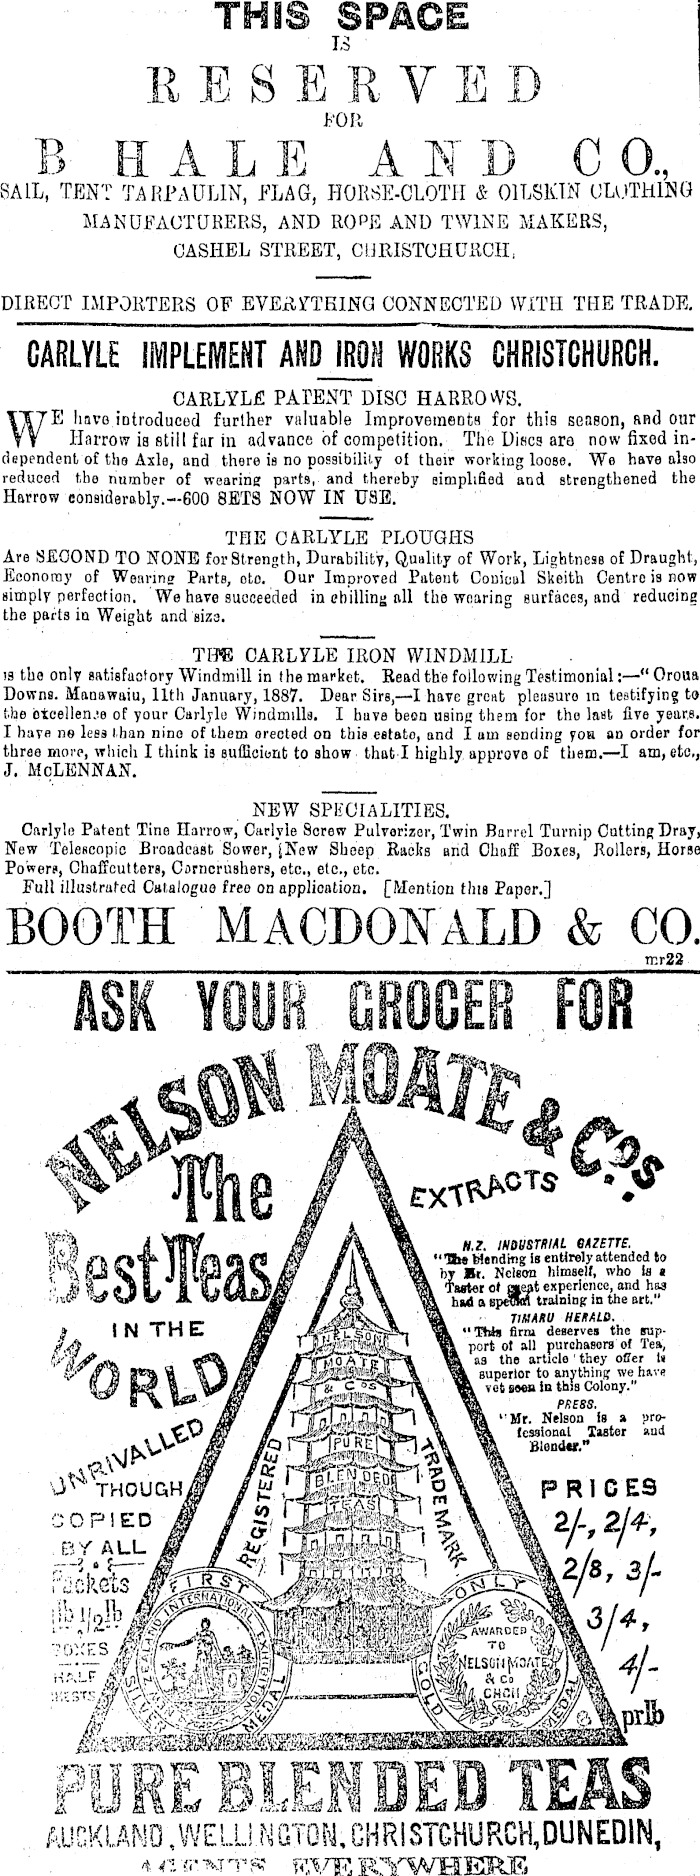 THIS SPACE
IS
RESERVED
FOR
B HALE AND CO.,
SAIL, TENT TARPAULIN, FLAG, HORSE-CLOTH & OILSKIN CLOTHING
MANUFACTURERS, AND ROPE AND TWINE MAKERS,
CASHEL STREET, CHRISTCHURCH,
DIRECT IMPORTERS OF EVERYTHING CONNECTED WITH THE TRADE.
CARLYLE IMPLEMENT AND IRON WORKS CHRISTCHURCH.
CARLYLE PATENT DISC HARROWS.
WE have introduced further valuable Improvements for this season, and our
Harrow is still far in advance of competition. The Discs are now fixed in-
dependent of the Axle, and there is no possibility of their working loose. We have also
reduced the number of wearing parts, and thereby simplified and strengthened the
Harrow considerably.--600 SETS NOW IN USE.
THE CARLYLE PLOUGHS
Are SECOND TO NONE for Strength, Durability, Quality of Work, Lightness of Draught,
Economy of Wearing Parts, etc. Our Improved Patent Conical Skeith Centre is now
simply perfection. We have succeeded in chilling all the wearing surfaces, and reducing
the parts in Weight and size.
THE CARLYLE IRON WINDMILL
is the only satisfactory Windmill in the market. Read the following Testimonial:—"Oroua
Downs. Manawaiu, 11th January, 1887. Dear Sirs,—I have great pleasure in testifying to
the excellence of your Carlyle Windmills. I have been using them for the last five years.
I have no less than nine of them erected on this estate, and I am sending you an order for
three more, which I think is sufficient to show that I highly approve of them.—I am, etc.,
J. McLENNAN.
NEW SPECIALITIES.
Carlyle Patent Tine Harrow, Carlyle Screw Pulverizer, Twin Barrel Turnip Cutting Dray,
New Telescopic Broadcast Sower, New Sheep Racks and Chaff Boxes, Rollers, Horse
Powers, Chaffcutters, Corncrushers, etc., etc., etc.
Full illustrated Catalogue free on application. [Mention this Paper.]
BOOTH MACDONALD & CO.
mr22
ASK YOUR GROCER FOR
NELSON MOATE & Cos.
The
Best Teas
IN THE
WORLD
UNRIVALLED
THOUGH
COPIED
BY ALL
Packets
1lb 1/2lb
BOXES
HALF
CHESTS
EXTRACTS
N.Z. INDUSTRIAL GAZETTE.
"The blending is entirely attended to
by Mr. Nelson himself, who is a
Taster of great experience, and has
had a special training in the art."
TIMARU HERALD.
"This firm deserves the sup-
port of all purchasers of Tea,
as the article they offer is
superior to anything we have
yet seen in this Colony."
PRESS.
"Mr. Nelson is a pro-
fessional Taster and
Blender."
PRICES
2/-, 2/4,
2/8, 3/-
3/4,
4/-
prlb
NELSON
MOATE
& Cos
PURE
BLENDED
TEAS
REGISTERED
TRADE MARK
FIRST
SILVER
MEDAL
NEW ZEALAND INTERNATIONAL EXHIBITION
ONLY
GOLD
MEDAL
AWARDED
TO
NELSON MOATE
& Co
CHCH
PURE BLENDED TEAS
AUCKLAND, WELLINGTON, CHRISTCHURCH, DUNEDIN,
AGENTS EVERYWHERE